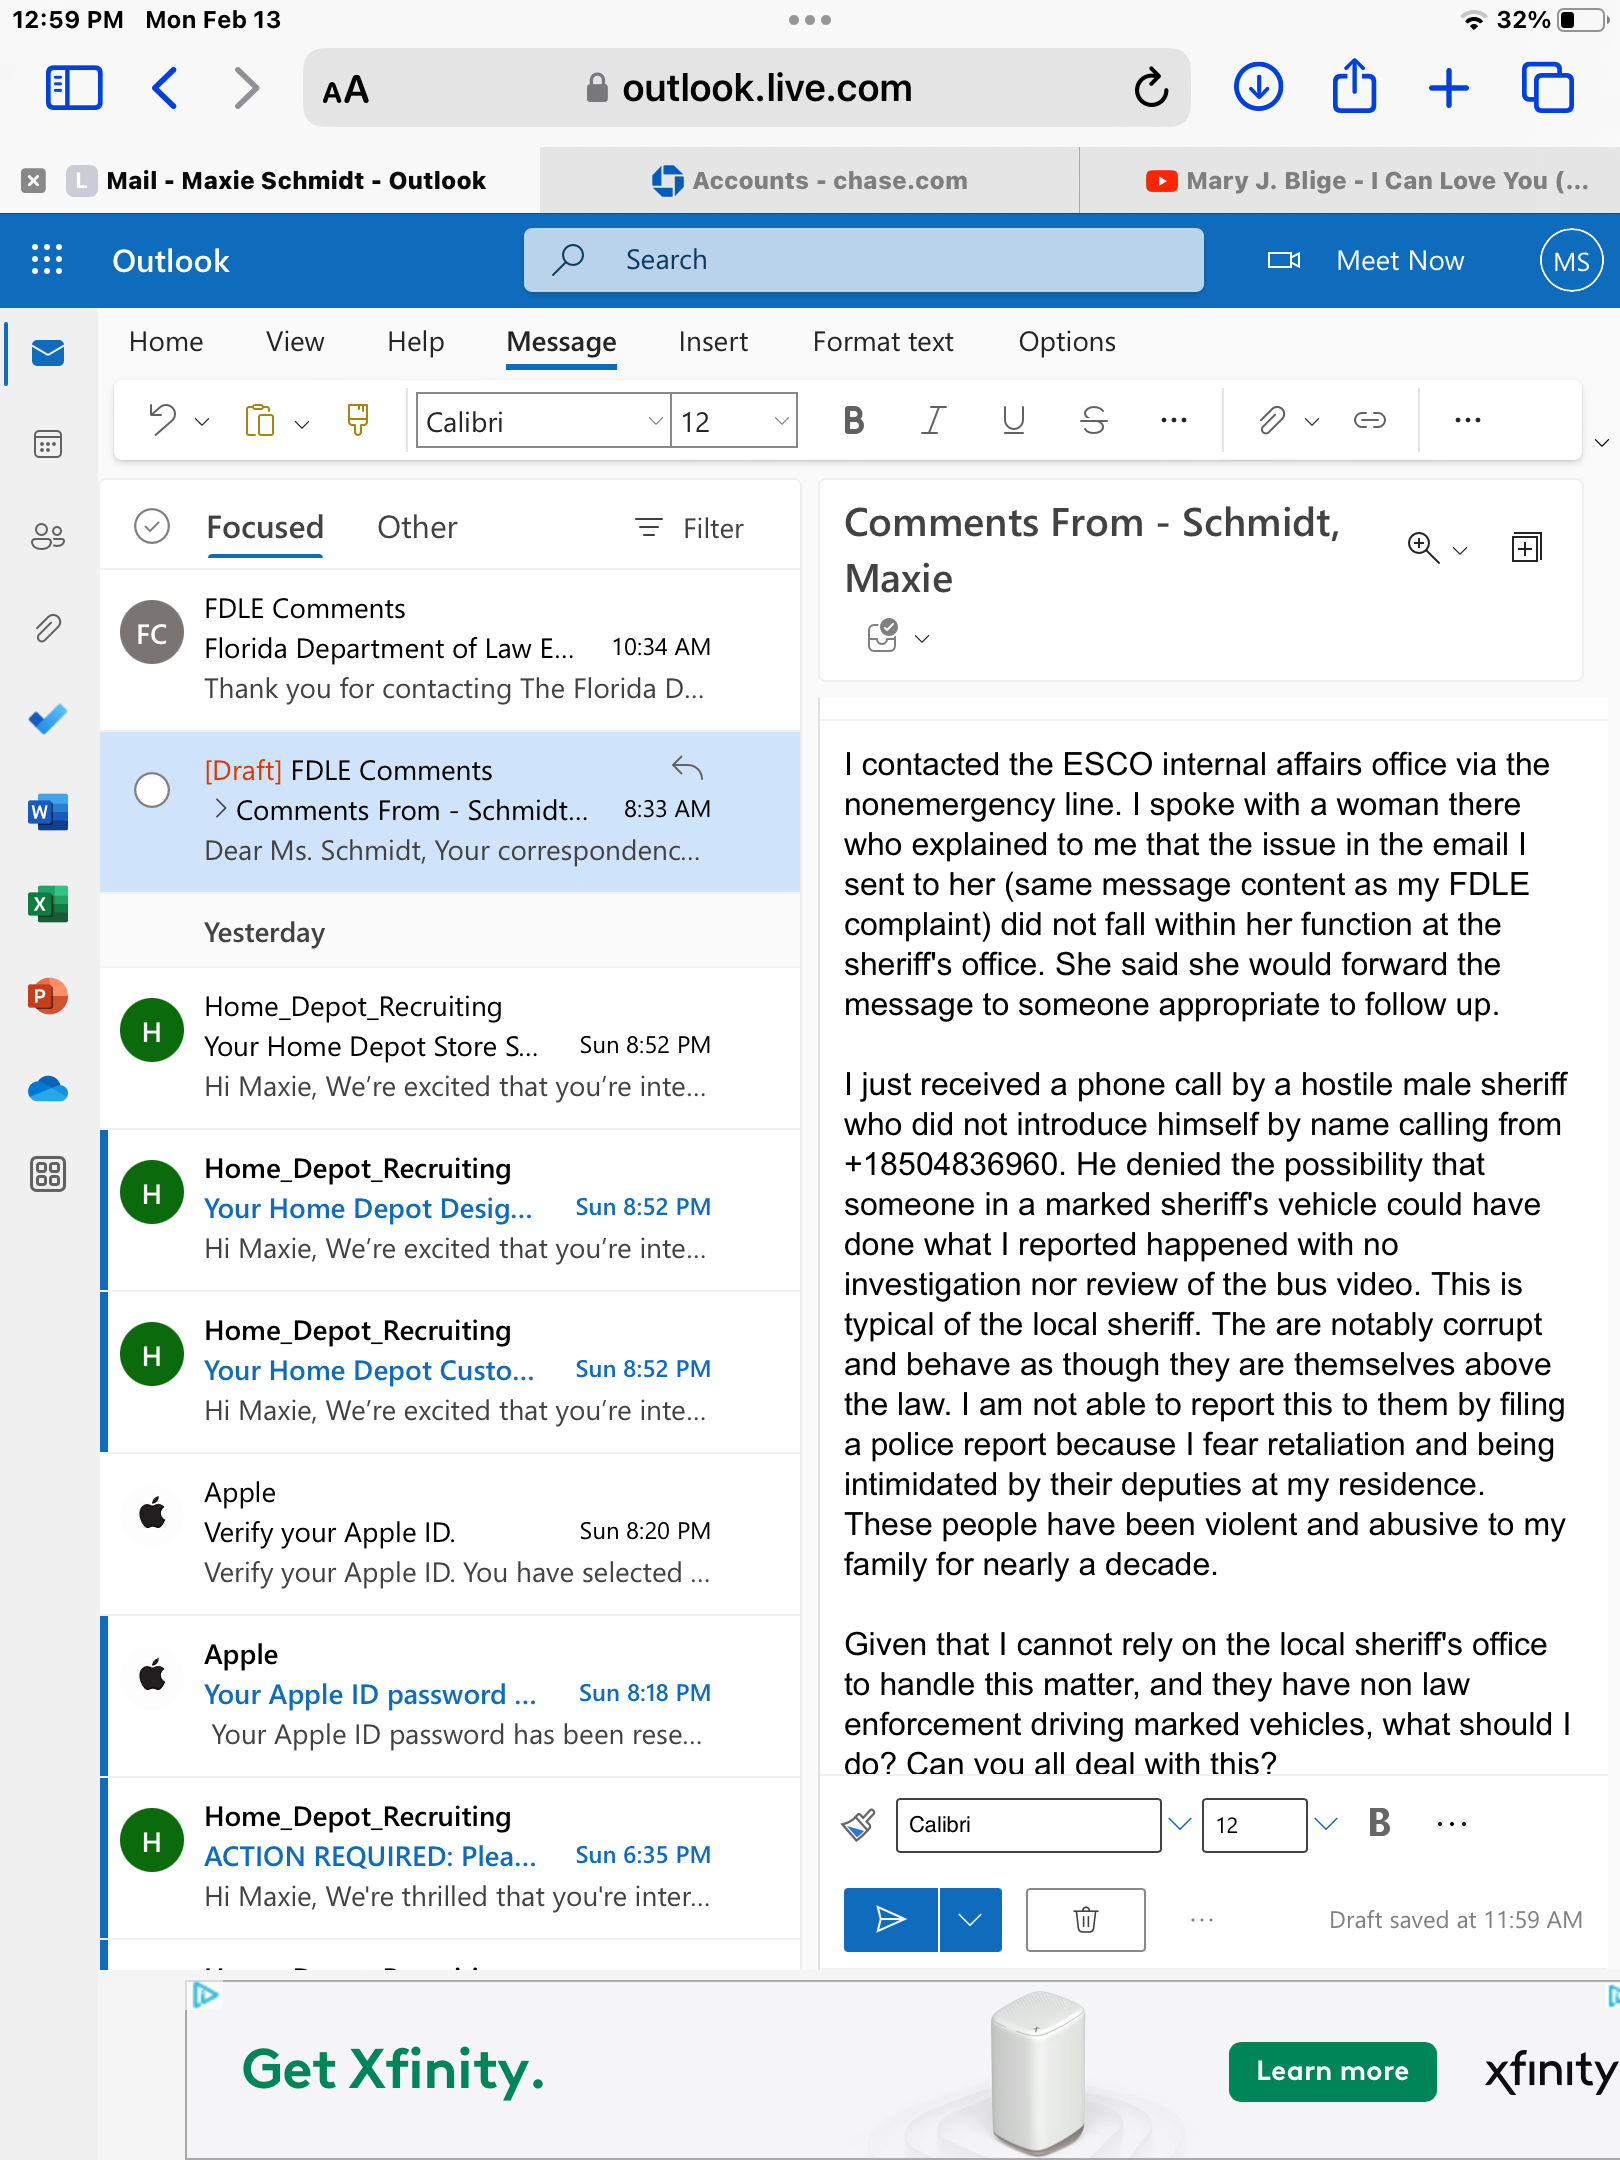 12:59 PM Mon Feb 13
32%
AA
outlook.live.com
L Mail - Maxie Schmidt - Outlook
Accounts - chase.com
Mary J. Blige - I Can Love You (...
Outlook
Search
Meet Now
MS
Home View Help Message Insert Format text Options
Calibri 12 B I U S
Focused Other Filter
FC
FDLE Comments
Florida Department of Law E... 10:34 AM
Thank you for contacting The Florida D...
[Draft] FDLE Comments
Comments From - Schmidt... 8:33 AM
Dear Ms. Schmidt, Your correspondenc...
Yesterday
H
Home_Depot_Recruiting
Your Home Depot Store S... Sun 8:52 PM
Hi Maxie, We’re excited that you’re inte...
H
Home_Depot_Recruiting
Your Home Depot Desig... Sun 8:52 PM
Hi Maxie, We’re excited that you’re inte...
H
Home_Depot_Recruiting
Your Home Depot Custo... Sun 8:52 PM
Hi Maxie, We’re excited that you’re inte...
Apple
Verify your Apple ID. Sun 8:20 PM
Verify your Apple ID. You have selected ...
Apple
Your Apple ID password ... Sun 8:18 PM
Your Apple ID password has been rese...
H
Home_Depot_Recruiting
ACTION REQUIRED: Plea... Sun 6:35 PM
Hi Maxie, We're thrilled that you're inter...
W
X
P
Comments From - Schmidt,
Maxie
I contacted the ESCO internal affairs office via the
nonemergency line. I spoke with a woman there
who explained to me that the issue in the email I
sent to her (same message content as my FDLE
complaint) did not fall within her function at the
sheriff's office. She said she would forward the
message to someone appropriate to follow up.
I just received a phone call by a hostile male sheriff
who did not introduce himself by name calling from
+18504836960. He denied the possibility that
someone in a marked sheriff's vehicle could have
done what I reported happened with no
investigation nor review of the bus video. This is
typical of the local sheriff. The are notably corrupt
and behave as though they are themselves above
the law. I am not able to report this to them by filing
a police report because I fear retaliation and being
intimidated by their deputies at my residence.
These people have been violent and abusive to my
family for nearly a decade.
Given that I cannot rely on the local sheriff's office
to handle this matter, and they have non law
enforcement driving marked vehicles, what should I
do? Can you all deal with this?
Calibri 12 B
Draft saved at 11:59 AM
Get Xfinity.
Learn more
xfinity